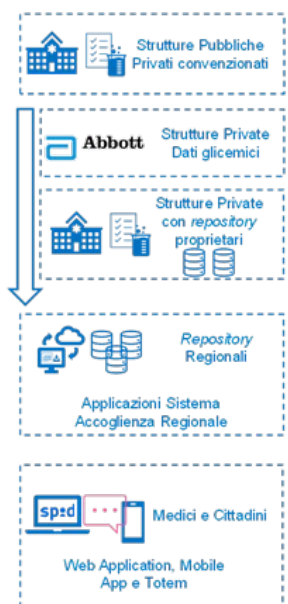 Strutture Pubbliche
Privati convenzionati
Abbott
Strutture Private
Dati glicemici
Strutture Private
con repository
proprietari
Repository
Regionali
Applicazioni Sistema
Accoglienza Regionale
sp:d
Medici e Cittadini
Web Application, Mobile
App e Totem